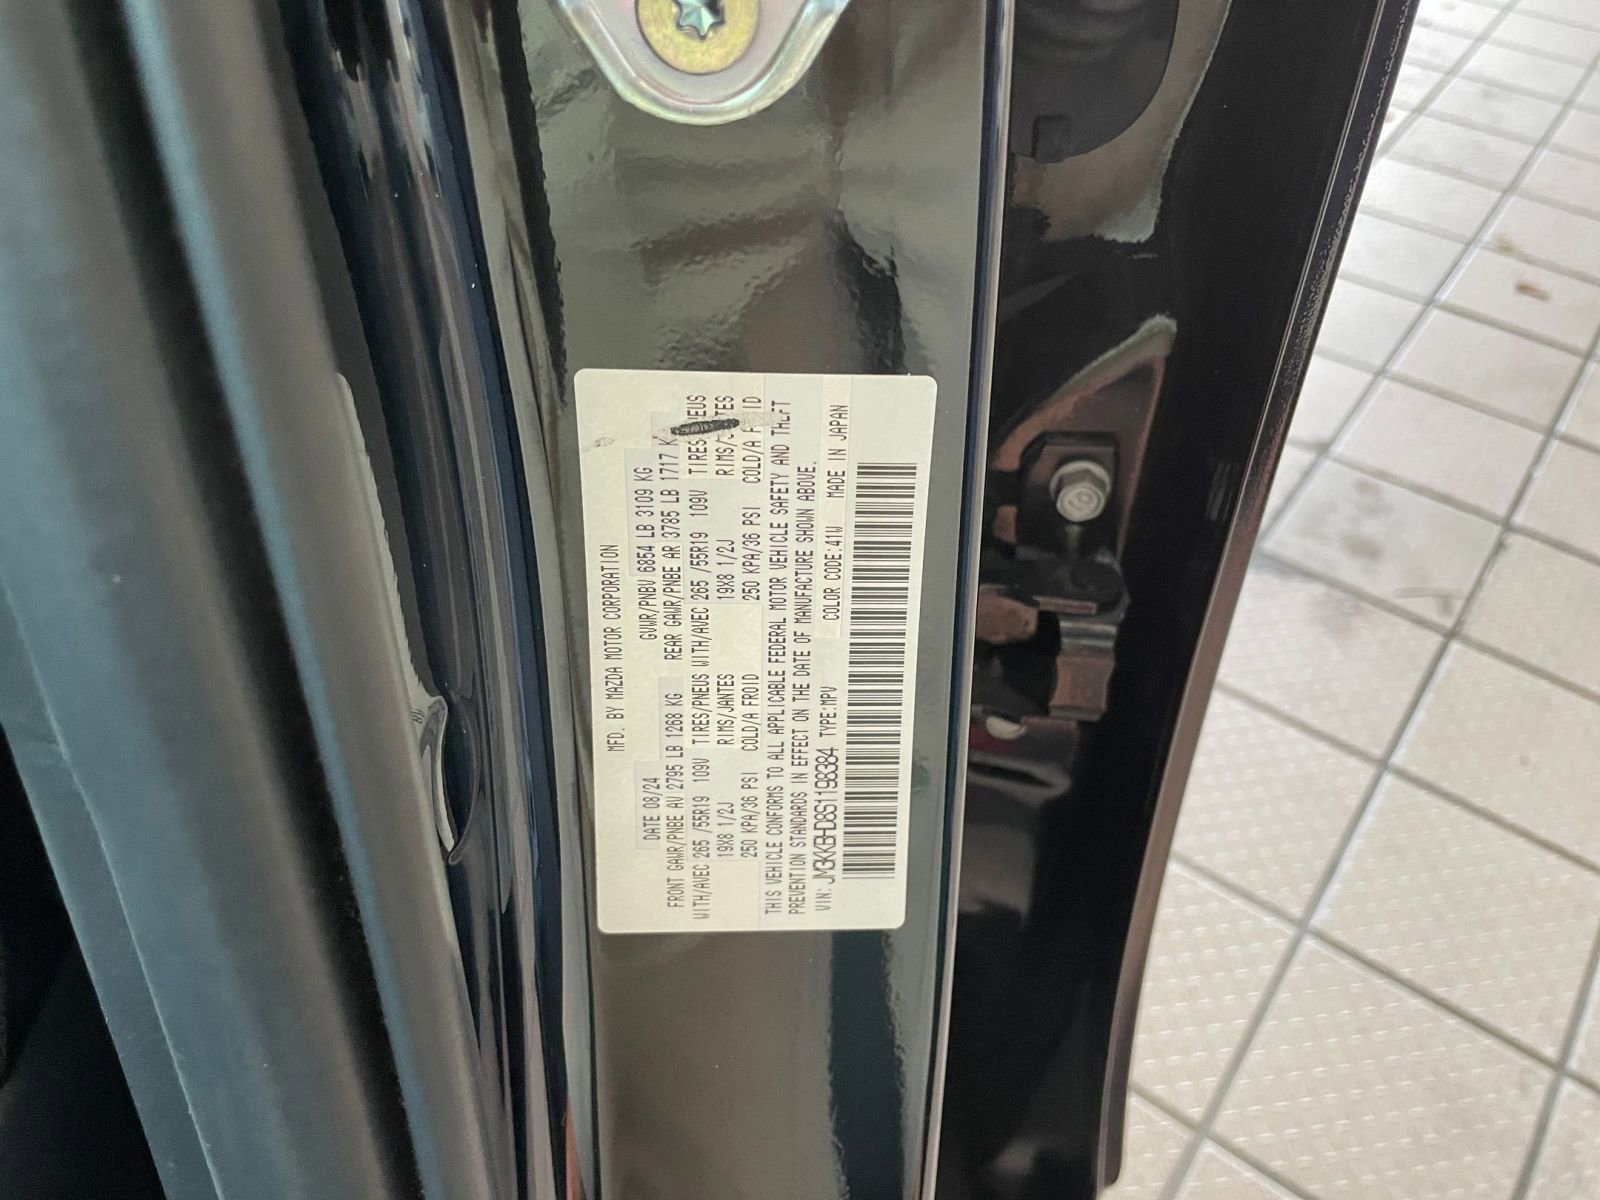 MFD. BY MAZDA MOTOR CORPORATION
DATE 08/24 GVWR/PNBV 6854 LB 3109 KG
FRONT GAWR/PNBE AV 2795 LB 1268 KG REAR GAWR/PNBE AR 3785 LB 1717
WITH/AVEC 265 /55R19 109V TIRES/PNEUS WITH/AVEC 265 /55R19 109V TIRES
19X8 1/2J RIMS/JANTES 19X8 1/2J RIMS/
250 KPA/36 PSI COLD/A FROID 250 KPA/36 PSI COLD/A
THIS VEHICLE CONFORMS TO ALL APPLICABLE FEDERAL MOTOR VEHICLE SAFETY AND THEFT
PREVENTION STANDARDS IN EFFECT ON THE DATE OF MANUFACTURE SHOWN ABOVE.
VIN: JM3KKBHD8S1198384 TYPE:MPV COLOR CODE:41W MADE IN JAPAN